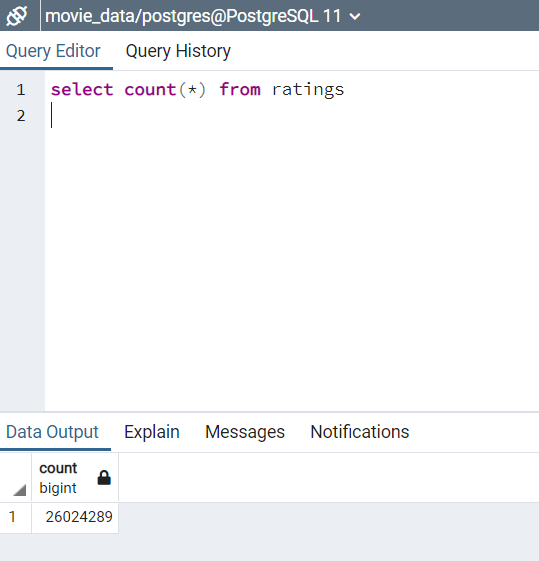 movie_data/postgres@PostgreSQL 11
Query Editor Query History
1 select count(*) from ratings
2
Data Output Explain Messages Notifications
count
bigint
1 26024289